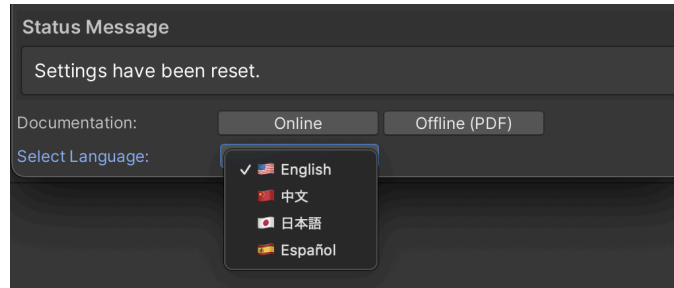 Status Message
Settings have been reset.
Documentation: Online Offline (PDF)
Select Language:
✓ 🇺🇸 English
🇨🇳 中文
🇯🇵 日本語
🇪🇸 Español